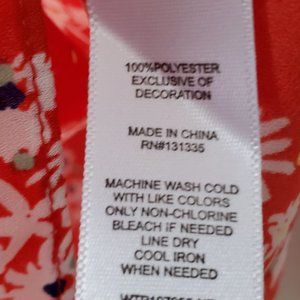 100%POLYESTER
EXCLUSIVE OF
DECORATION
MADE IN CHINA
RN#131335
MACHINE WASH COLD
WITH LIKE COLORS
ONLY NON-CHLORINE
BLEACH IF NEEDED
LINE DRY
COOL IRON
WHEN NEEDED